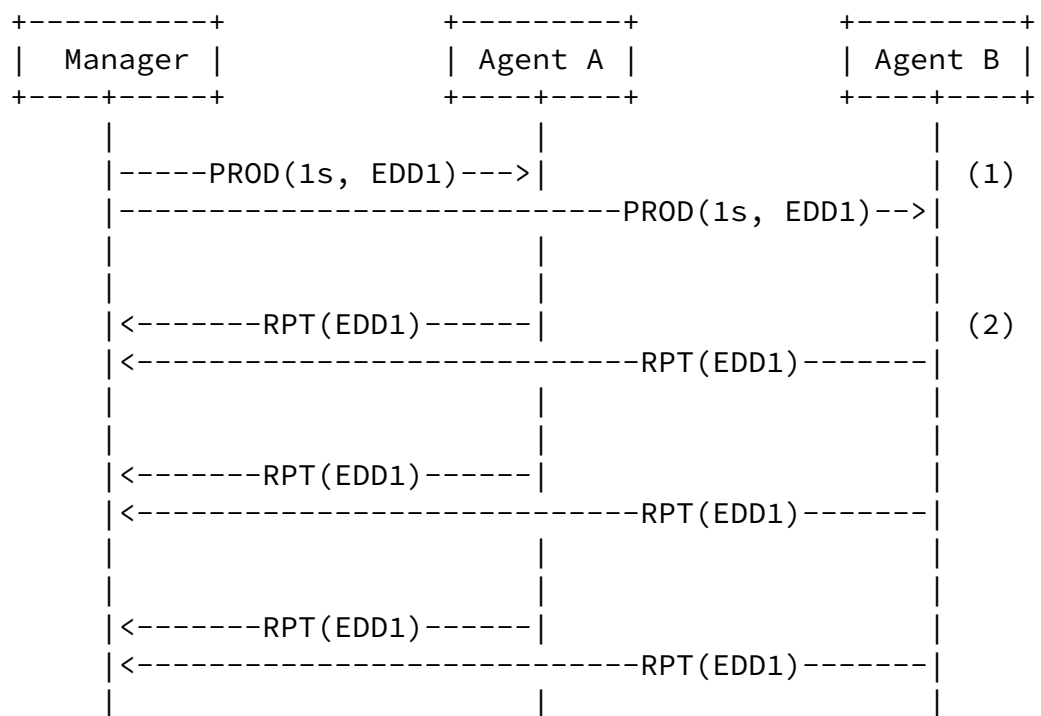 Manager Agent A Agent B
PROD(1s, EDD1) (1)
PROD(1s, EDD1)
RPT(EDD1) (2)
RPT(EDD1)
RPT(EDD1)
RPT(EDD1)
RPT(EDD1)
RPT(EDD1)